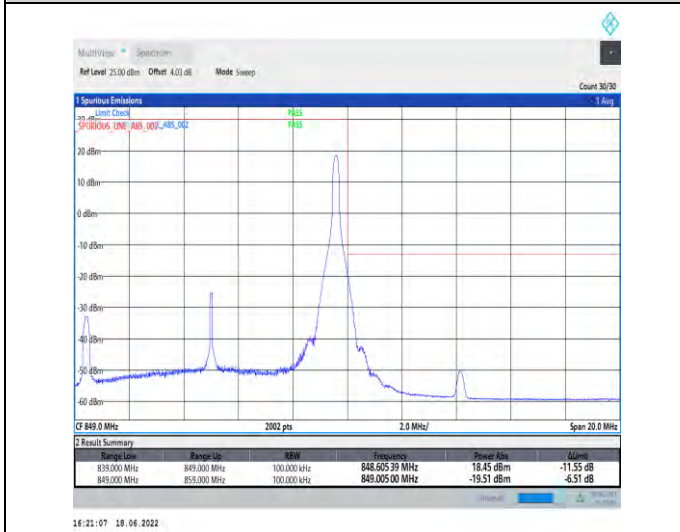 MultiView Spectrum
Ref Level 25.00 dBm Offset 4.03 dB Mode Sweep
Count 30/30
1 Spurious Emissions 1 Avg
Limit Check PASS
SPURIOUS_LINE_ABS_002 _ABS_002 PASS
20 dBm
10 dBm
0 dBm
-10 dBm
-20 dBm
-30 dBm
-40 dBm
-50 dBm
-60 dBm
CF 849.0 MHz 2002 pts 2.0 MHz/ Span 20.0 MHz
2 Result Summary
Range Low Range Up RBW Frequency Power Abs ΔLimit
839.000 MHz 849.000 MHz 100.000 kHz 848.60539 MHz 18.45 dBm -11.55 dB
849.000 MHz 859.000 MHz 100.000 kHz 849.00500 MHz -19.51 dBm -6.51 dB
16:21:07 18.06.2022